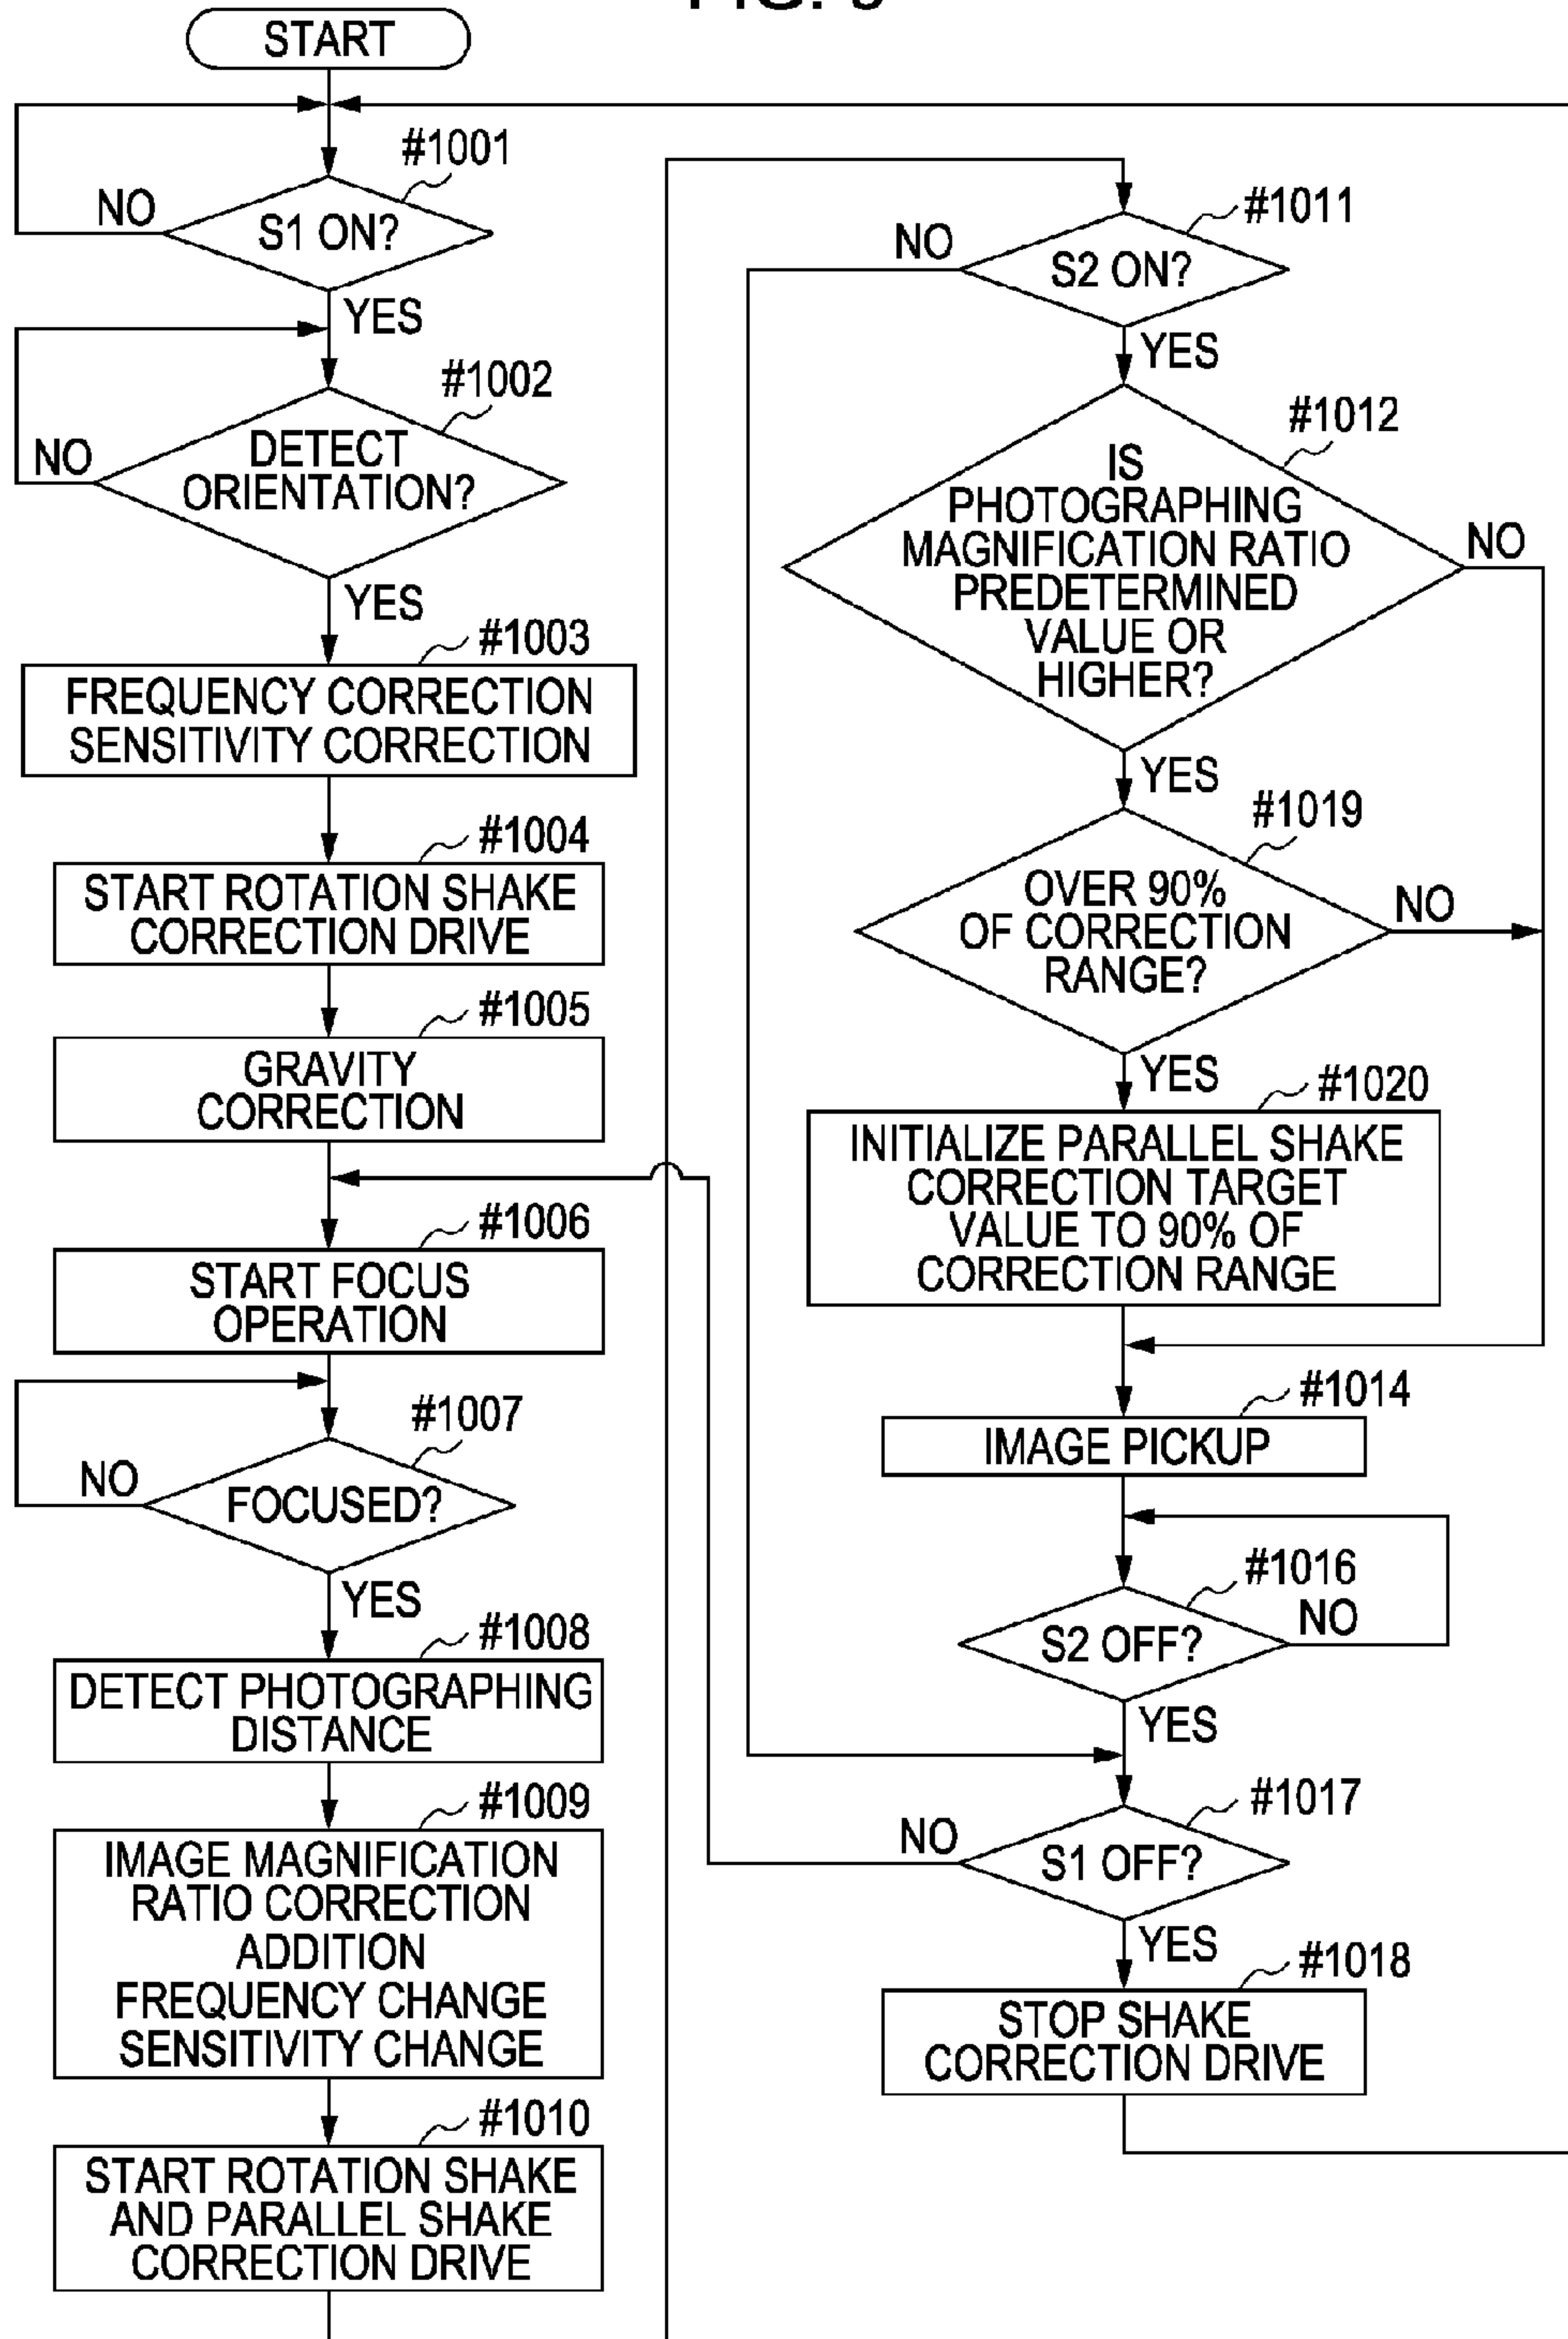 START
#1001
S1 ON?
NO
YES
#1002
DETECT
ORIENTATION?
NO
YES
#1003
FREQUENCY CORRECTION
SENSITIVITY CORRECTION
#1004
START ROTATION SHAKE
CORRECTION DRIVE
#1005
GRAVITY
CORRECTION
#1006
START FOCUS
OPERATION
#1007
NO
FOCUSED?
YES
#1008
DETECT PHOTOGRAPHING
DISTANCE
#1009
IMAGE MAGNIFICATION
RATIO CORRECTION
ADDITION
FREQUENCY CHANGE
SENSITIVITY CHANGE
#1010
START ROTATION SHAKE
AND PARALLEL SHAKE
CORRECTION DRIVE
#1011
NO
S2 ON?
YES
#1012
IS
PHOTOGRAPHING
MAGNIFICATION RATIO
PREDETERMINED
VALUE OR
HIGHER?
NO
YES
#1019
OVER 90%
OF CORRECTION
RANGE?
NO
YES
#1020
INITIALIZE PARALLEL SHAKE
CORRECTION TARGET
VALUE TO 90% OF
CORRECTION RANGE
#1014
IMAGE PICKUP
#1016
S2 OFF?
NO
YES
#1017
NO
S1 OFF?
YES
#1018
STOP SHAKE
CORRECTION DRIVE